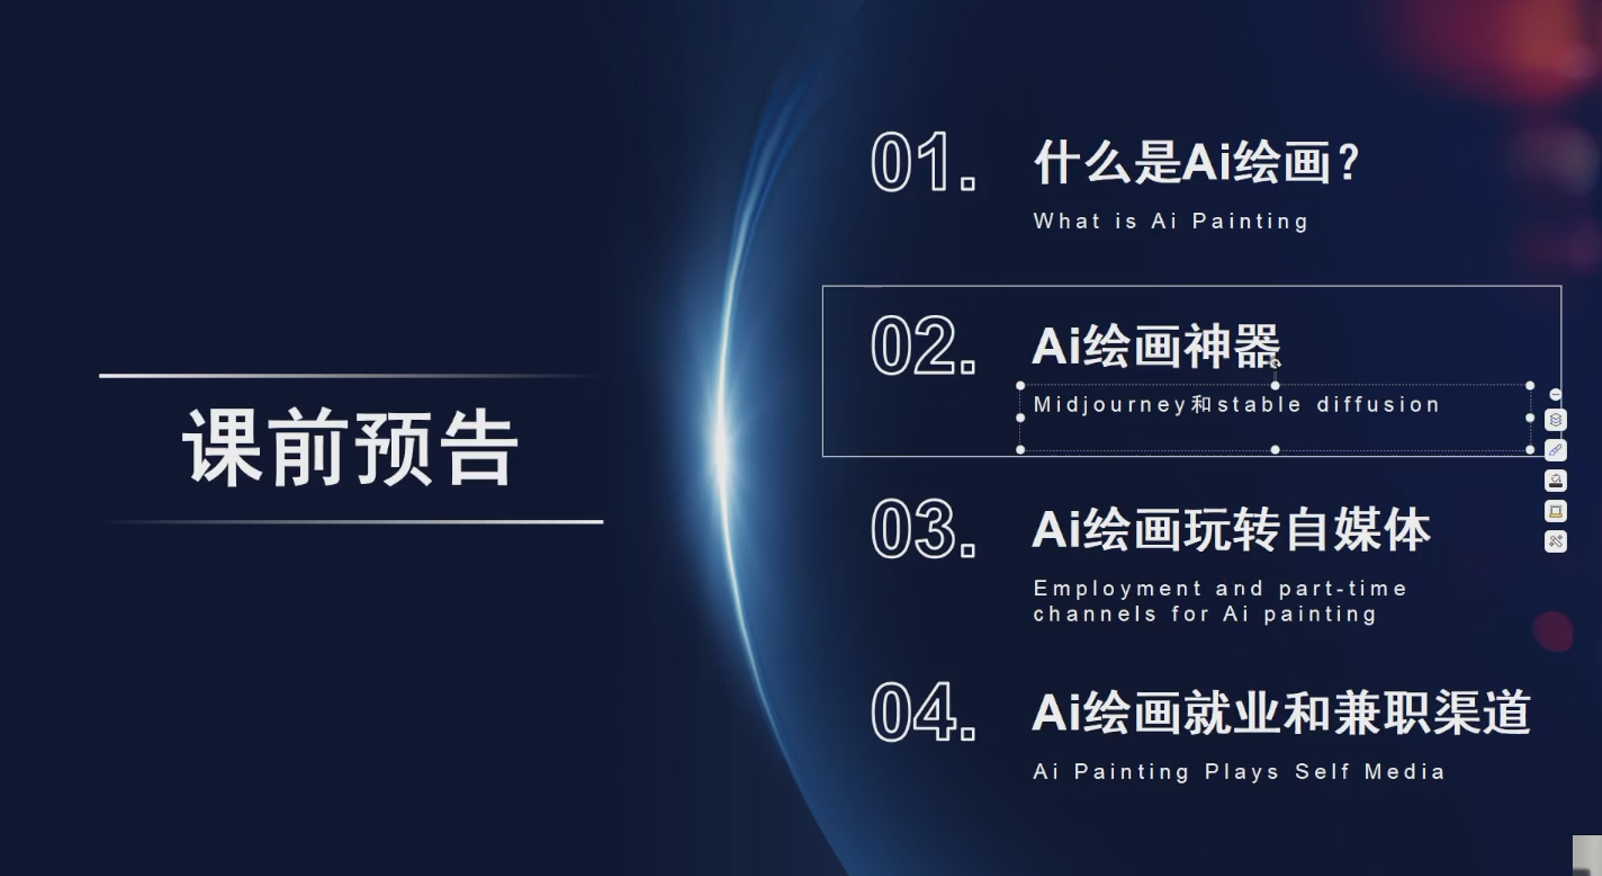 课前预告
01.
什么是Ai绘画?
What is Ai Painting
02.
Ai绘画神器
Midjourney和stable diffusion
03.
Ai绘画玩转自媒体
Employment and part-time
channels for Ai painting
04.
Ai绘画就业和兼职渠道
Ai Painting Plays Self Media